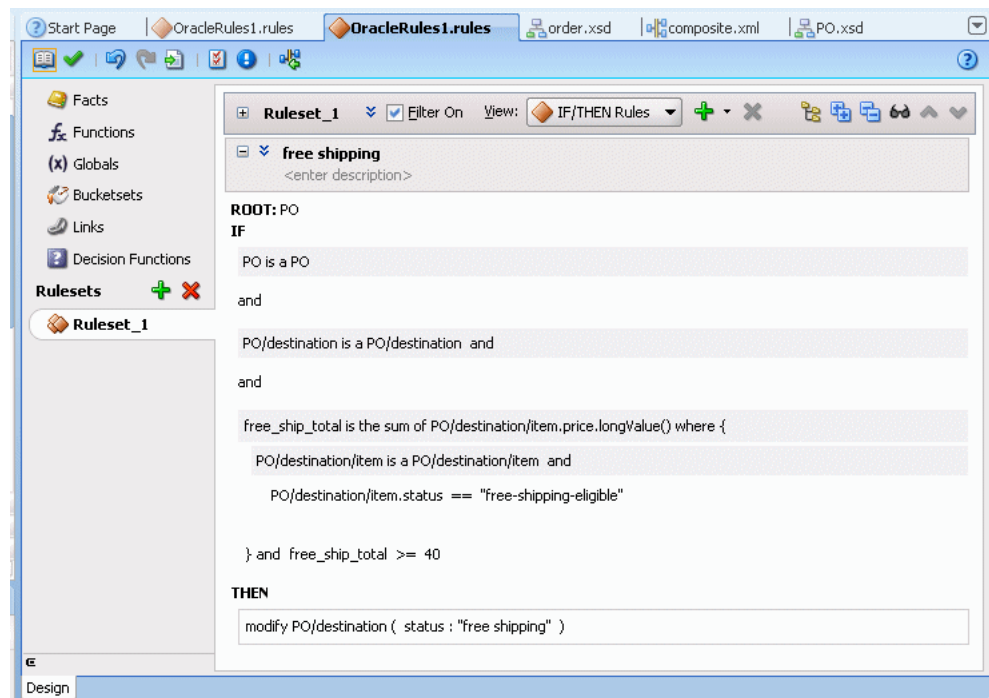 Start Page OracleRules1.rules OracleRules1.rules order.xsd composite.xml PO.xsd
Facts
Functions
(x) Globals
Bucketsets
Links
Decision Functions
Rulesets
Ruleset_1
Ruleset_1 Filter On View: IF/THEN Rules
free shipping
<enter description>
ROOT: PO
IF
PO is a PO
and
PO/destination is a PO/destination and
and
free_ship_total is the sum of PO/destination/item.price.longValue() where {
PO/destination/item is a PO/destination/item and
PO/destination/item.status == "free-shipping-eligible"
} and free_ship_total >= 40
THEN
modify PO/destination ( status : "free shipping" )
Design